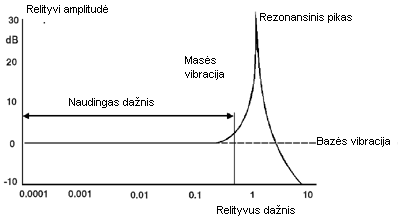 Relityvi amplitudė
30
dB
20
10
0
-10
Rezonansinis pikas
Masės
vibracija
Naudingas dažnis
Bazės vibracija
0.0001 0.001 0.01 0.1 1 10
Relityvus dažnis